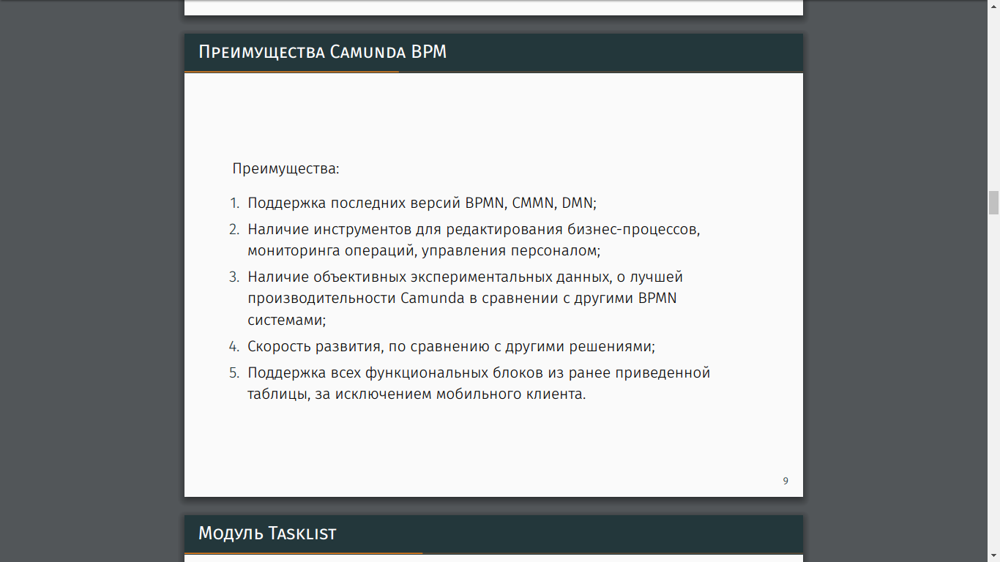 Преимущества Camunda BPM
Преимущества:
1. Поддержка последних версий BPMN, CMMN, DMN;
2. Наличие инструментов для редактирования бизнес-процессов,
мониторинга операций, управления персоналом;
3. Наличие объективных экспериментальных данных, о лучшей
производительности Camunda в сравнении с другими BPMN
системами;
4. Скорость развития, по сравнению с другими решениями;
5. Поддержка всех функциональных блоков из ранее приведенной
таблицы, за исключением мобильного клиента.
9
Модуль Tasklist